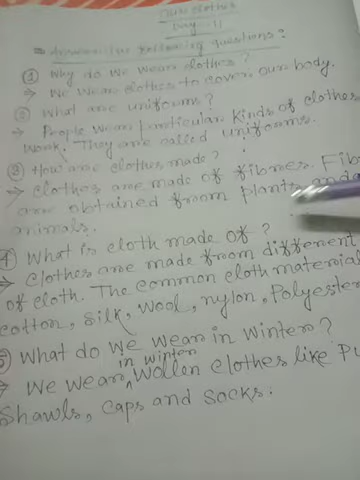 Our clothes
Day - 11
⇒ Answer the following questions:
① Why do we wear clothes?
→ We wear clothes to cover our body.
② What are uniforms?
→ People wear particular kinds of clothes
work. They are called uniforms.
③ How are clothes made?
→ Clothes are made of fibres. Fib
are obtained from plants and
animals.
④ What is cloth made of?
→ Clothes are made from different
of cloth. The common cloth material
cotton, silk, wool, nylon, Polyester
⑤ What do we wear in winter?
→ We wear in winter wollen clothes like Pu
Shawls, caps and socks.